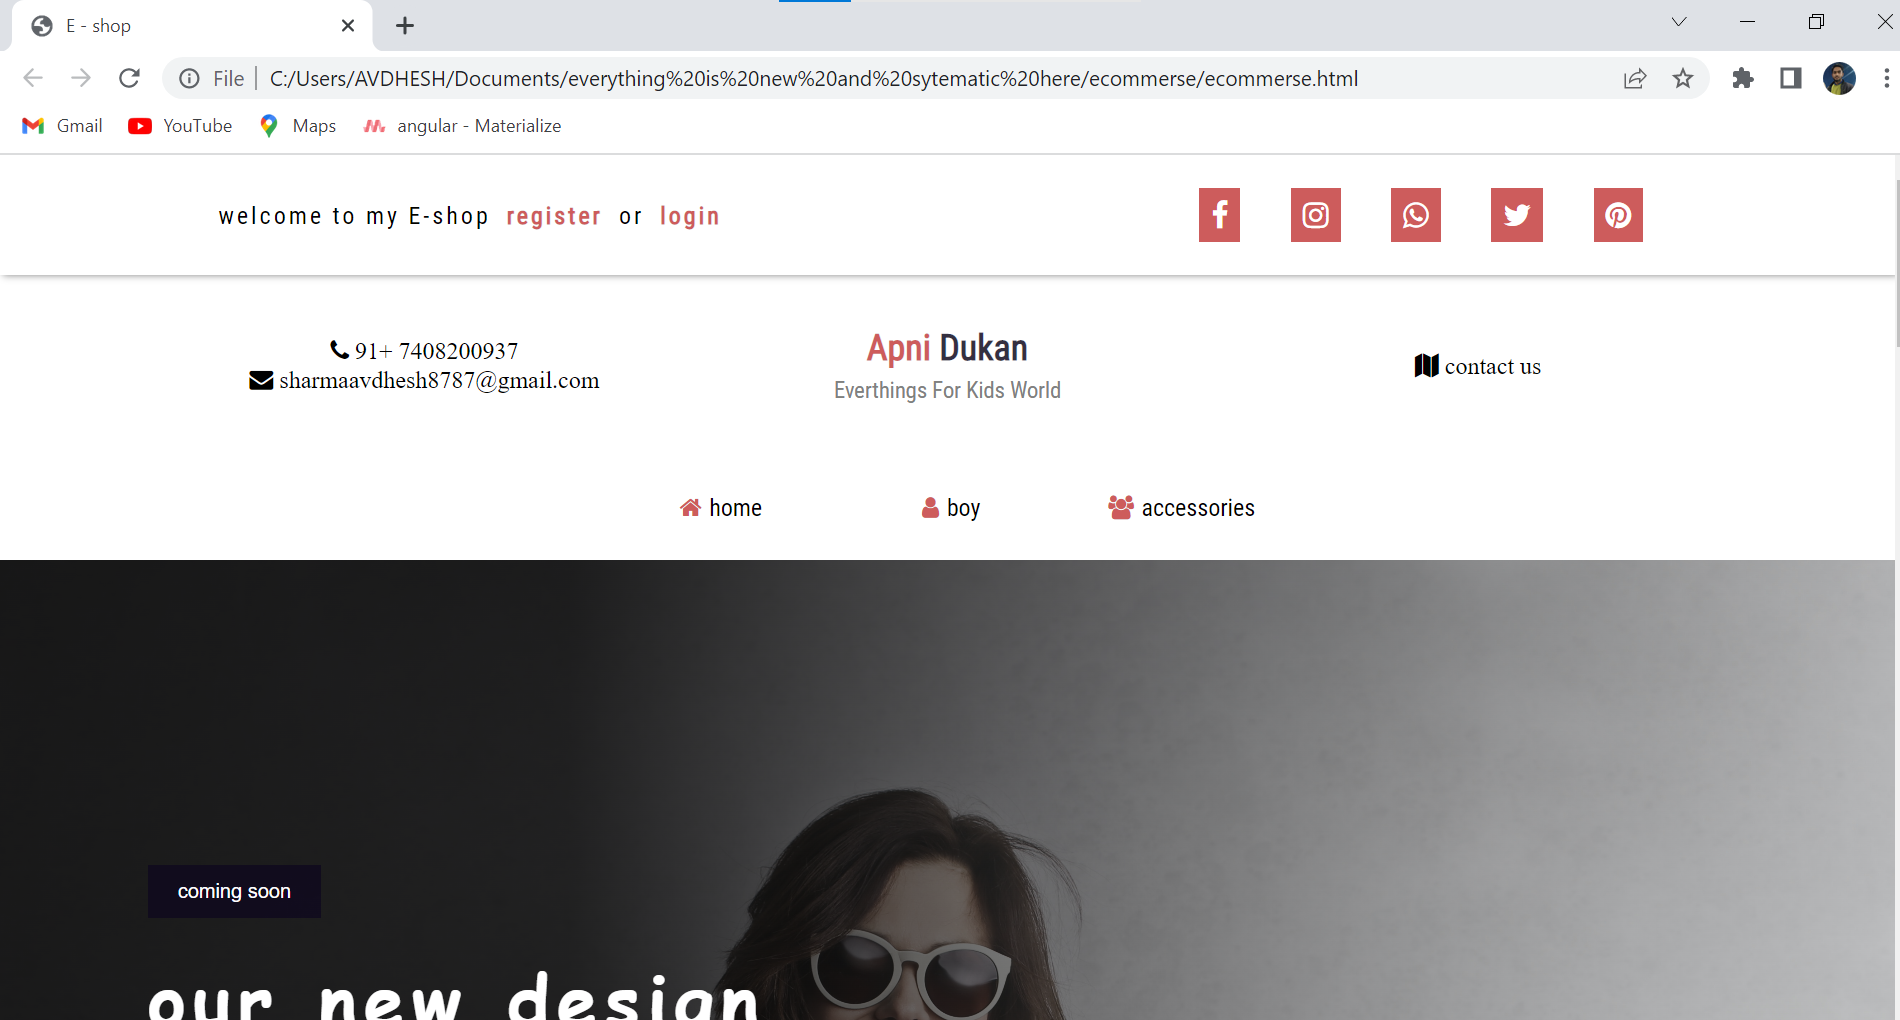 E - shop
File
C:/Users/AVDHESH/Documents/everything%20is%20new%20and%20sytematic%20here/ecommerse/ecommerse.html
Gmail
YouTube
Maps
angular - Materialize
welcome to my E-shop register or login
91+ 7408200937
sharmaavdhesh8787@gmail.com
Apni Dukan
Everthings For Kids World
contact us
home
boy
accessories
coming soon
our new design